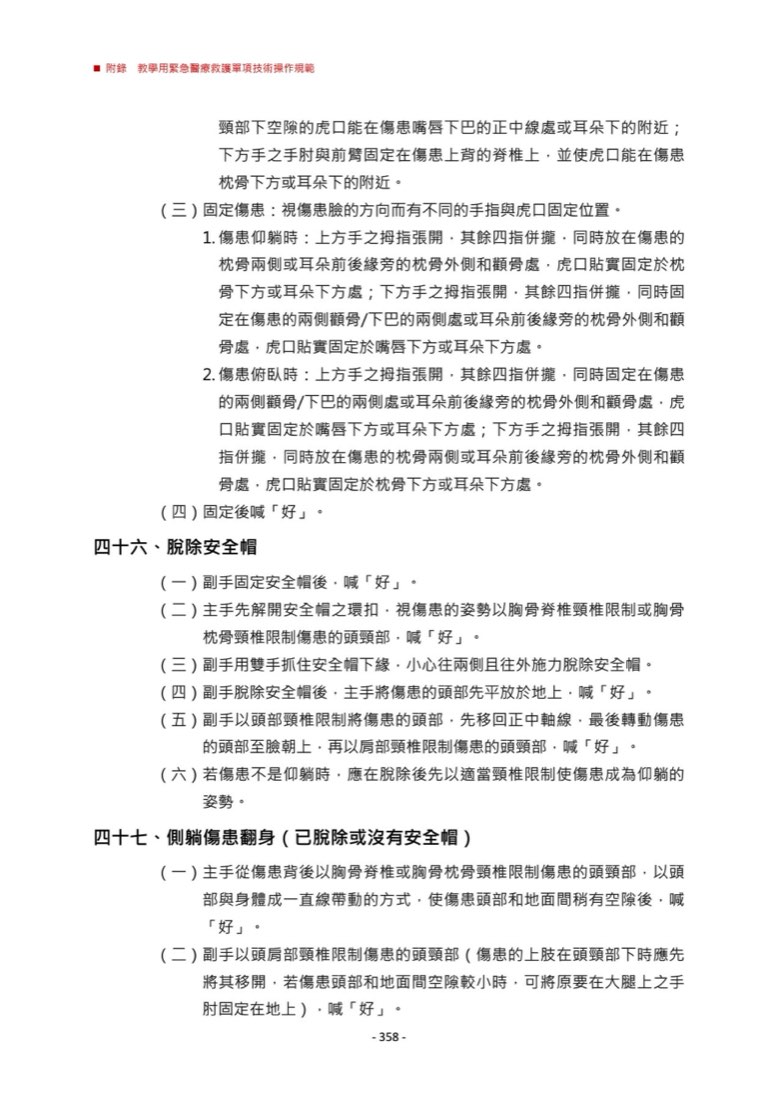 ■ 附錄　教學用緊急醫療救護單項技術操作規範
頸部下空隙的虎口能在傷患嘴唇下巴的正中線處或耳朵下的附近；
下方手之手肘與前臂固定在傷患上背的脊椎上，並使虎口能在傷患
枕骨下方或耳朵下的附近。
（三）固定傷患：視傷患臉的方向而有不同的手指與虎口固定位置。
1. 傷患仰躺時：上方手之拇指張開，其餘四指併攏，同時放在傷患的
枕骨兩側或耳朵前後緣旁的枕骨外側和顴骨處，虎口貼實固定於枕
骨下方或耳朵下方處；下方手之拇指張開，其餘四指併攏，同時固
定在傷患的兩側顴骨/下巴的兩側處或耳朵前後緣旁的枕骨外側和顴
骨處，虎口貼實固定於嘴唇下方或耳朵下方處。
2. 傷患俯臥時：上方手之拇指張開，其餘四指併攏，同時固定在傷患
的兩側顴骨/下巴的兩側處或耳朵前後緣旁的枕骨外側和顴骨處，虎
口貼實固定於嘴唇下方或耳朵下方處；下方手之拇指張開，其餘四
指併攏，同時放在傷患的枕骨兩側或耳朵前後緣旁的枕骨外側和顴
骨處，虎口貼實固定於枕骨下方或耳朵下方處。
（四）固定後喊「好」。
四十六、脫除安全帽
（一）副手固定安全帽後，喊「好」。
（二）主手先解開安全帽之環扣，視傷患的姿勢以胸骨脊椎頸椎限制或胸骨
枕骨頸椎限制傷患的頭頸部，喊「好」。
（三）副手用雙手抓住安全帽下緣，小心往兩側且往外施力脫除安全帽。
（四）副手脫除安全帽後，主手將傷患的頭部先平放於地上，喊「好」。
（五）副手以頭部頸椎限制將傷患的頭部，先移回正中軸線，最後轉動傷患
的頭部至臉朝上，再以肩部頸椎限制傷患的頭頸部，喊「好」。
（六）若傷患不是仰躺時，應在脫除後先以適當頸椎限制使傷患成為仰躺的
姿勢。
四十七、側躺傷患翻身（已脫除或沒有安全帽）
（一）主手從傷患背後以胸骨脊椎或胸骨枕骨頸椎限制傷患的頭頸部，以頭
部與身體成一直線帶動的方式，使傷患頭部和地面間稍有空隙後，喊
「好」。
（二）副手以頭肩部頸椎限制傷患的頭頸部（傷患的上肢在頭頸部下時應先
將其移開，若傷患頭部和地面間空隙較小時，可將原要在大腿上之手
肘固定在地上），喊「好」。
- 358 -